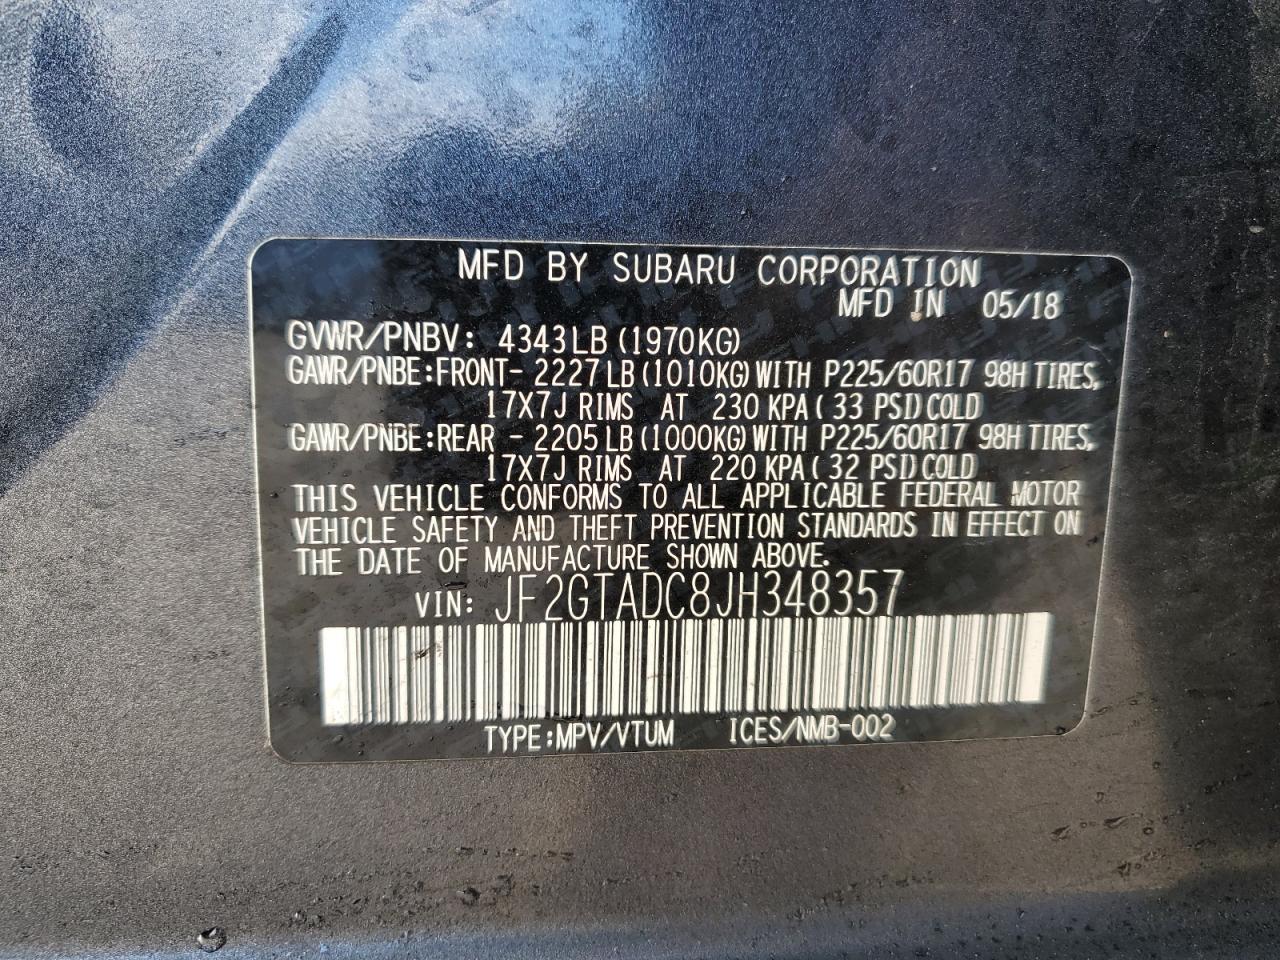 MFD BY SUBARU CORPORATION
MFD IN 05/18
GVWR/PNBV: 4343LB (1970KG)
GAWR/PNBE:FRONT- 2227LB(1010KG) WITH P225/60R17 98H TIRES,
17X7J RIMS AT 230 KPA( 33 PSI)COLD
GAWR/PNBE:REAR - 2205LB(1000KG) WITH P225/60R17 98H TIRES,
17X7J RIMS AT 220 KPA( 32 PSI)COLD
THIS VEHICLE CONFORMS TO ALL APPLICABLE FEDERAL MOTOR
VEHICLE SAFETY AND THEFT PREVENTION STANDARDS IN EFFECT ON
THE DATE OF MANUFACTURE SHOWN ABOVE.
VIN: JF2GTADC8JH348357
TYPE:MPV/VTUM ICES/NMB-002